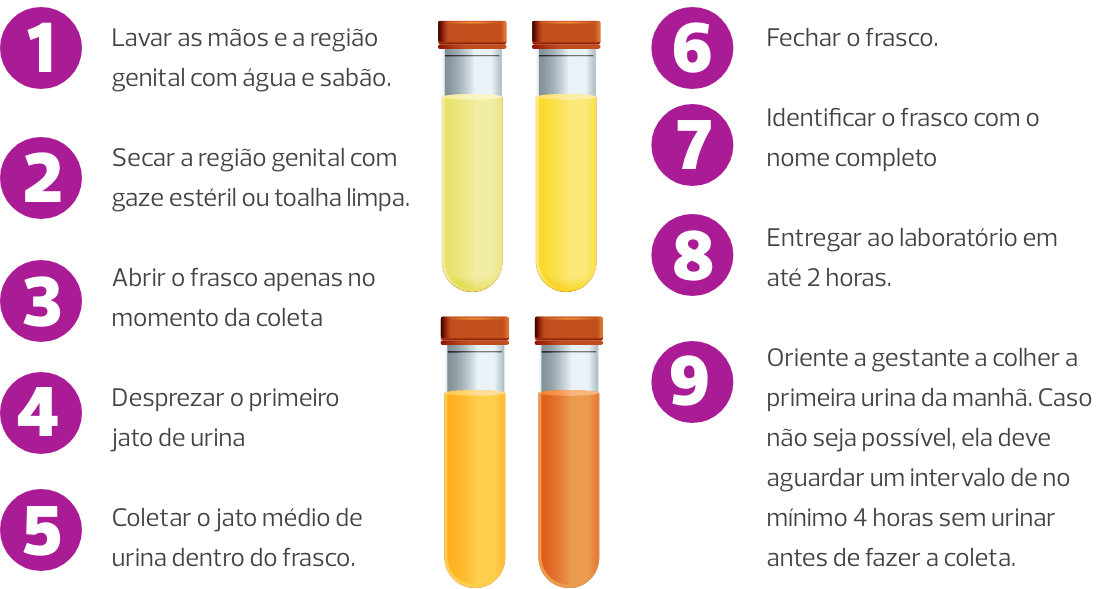 1
Lavar as mãos e a região
genital com água e sabão.
2
Secar a região genital com
gaze estéril ou toalha limpa.
3
Abrir o frasco apenas no
momento da coleta
4
Desprezar o primeiro
jato de urina
5
Coletar o jato médio de
urina dentro do frasco.
6
Fechar o frasco.
7
Identificar o frasco com o
nome completo
8
Entregar ao laboratório em
até 2 horas.
9
Oriente a gestante a colher a
primeira urina da manhã. Caso
não seja possível, ela deve
aguardar um intervalo de no
mínimo 4 horas sem urinar
antes de fazer a coleta.